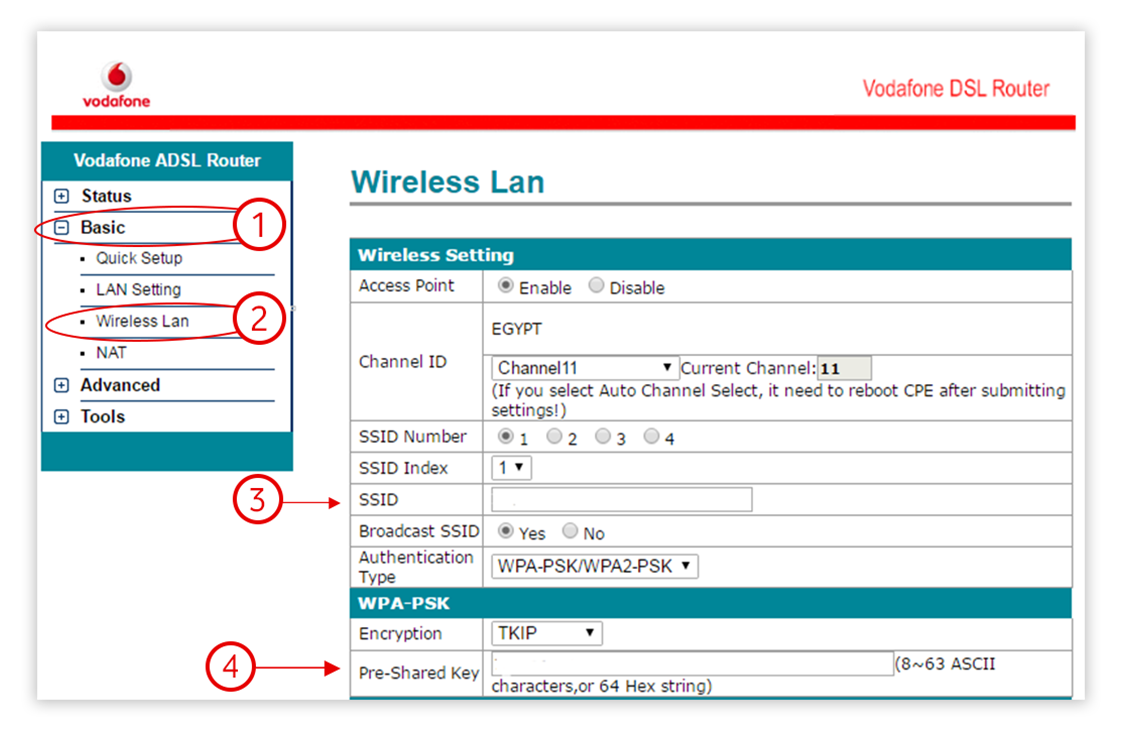 vodafone
Vodafone DSL Router
Vodafone ADSL Router
Status
Basic
1
Quick Setup
LAN Setting
Wireless Lan
2
NAT
Advanced
Tools
Wireless Lan
Wireless Setting
Access Point Enable Disable
Channel ID
EGYPT
Channel11 Current Channel: 11
(If you select Auto Channel Select, it need to reboot CPE after submitting
settings!)
SSID Number 1 2 3 4
SSID Index 1
3
SSID
Broadcast SSID Yes No
Authentication
Type
WPA-PSK/WPA2-PSK
WPA-PSK
Encryption TKIP
4
Pre-Shared Key
(8~63 ASCII
characters,or 64 Hex string)